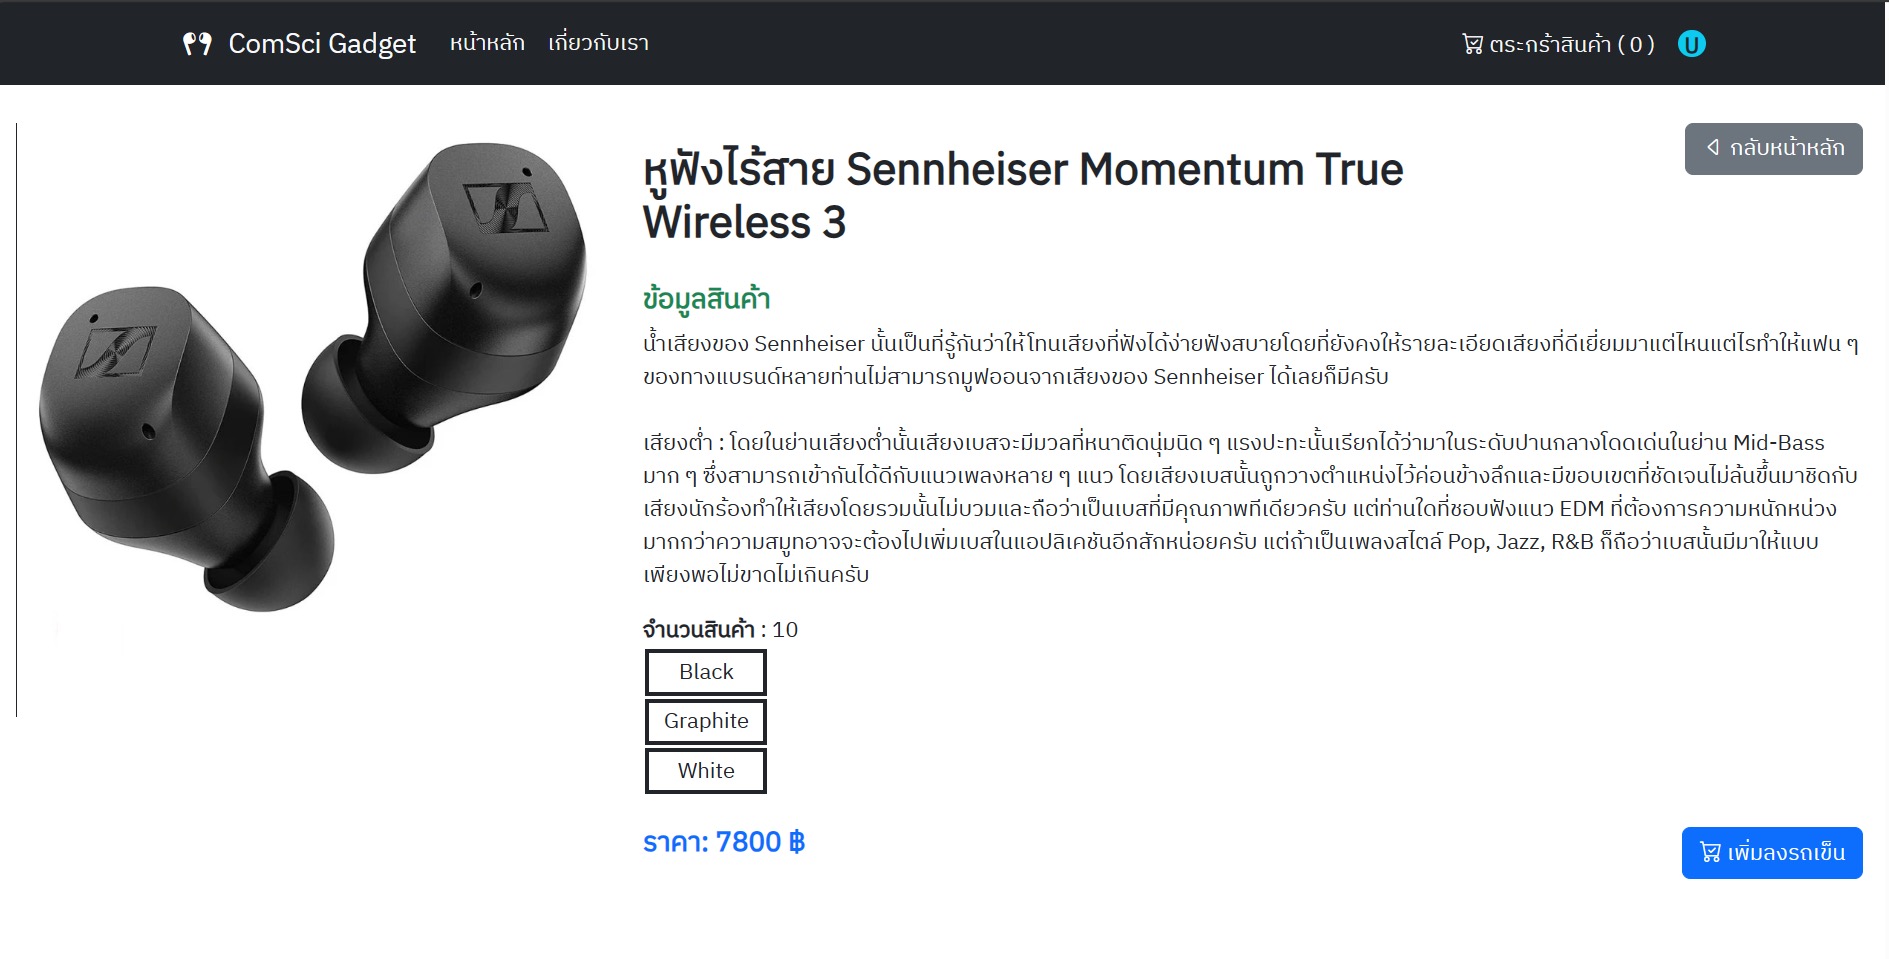 ComSci Gadget หน้าหลัก เกี่ยวกับเรา ตระกร้าสินค้า ( 0 ) U
กลับหน้าหลัก
หูฟังไร้สาย Sennheiser Momentum True
Wireless 3
ข้อมูลสินค้า
น้ำเสียงของ Sennheiser นั้นเป็นที่รู้กันว่าให้โทนเสียงที่ฟังได้ง่ายฟังสบายโดยที่ยังคงให้รายละเอียดเสียงที่ดีเยี่ยมมาแต่ไหนแต่ไรทำให้แฟน ๆ
ของทางแบรนด์หลายท่านไม่สามารถมูฟออนจากเสียงของ Sennheiser ได้เลยก็มีครับ
เสียงต่ำ : โดยในย่านเสียงต่ำนั้นเสียงเบสจะมีมวลที่หนาติดนุ่มนิด ๆ แรงปะทะนั้นเรียกได้ว่ามาในระดับปานกลางโดดเด่นในย่าน Mid-Bass
มาก ๆ ซึ่งสามารถเข้ากันได้ดีกับแนวเพลงหลาย ๆ แนว โดยเสียงเบสนั้นถูกวางตำแหน่งไว้ค่อนข้างลึกและมีขอบเขตที่ชัดเจนไม่ล้นขึ้นมาชิดกับ
เสียงนักร้องทำให้เสียงโดยรวมนั้นไม่บวมและถือว่าเป็นเบสที่มีคุณภาพทีเดียวครับ แต่ท่านใดที่ชอบฟังแนว EDM ที่ต้องการความหนักหน่วง
มากกว่าความสมูทอาจจะต้องไปเพิ่มเบสในแอปลิเคชันอีกสักหน่อยครับ แต่ถ้าเป็นเพลงสไตล์ Pop, Jazz, R&B ก็ถือว่าเบสนั้นมีมาให้แบบ
เพียงพอไม่ขาดไม่เกินครับ
จำนวนสินค้า : 10
Black
Graphite
White
ราคา: 7800 ฿
เพิ่มลงรถเข็น